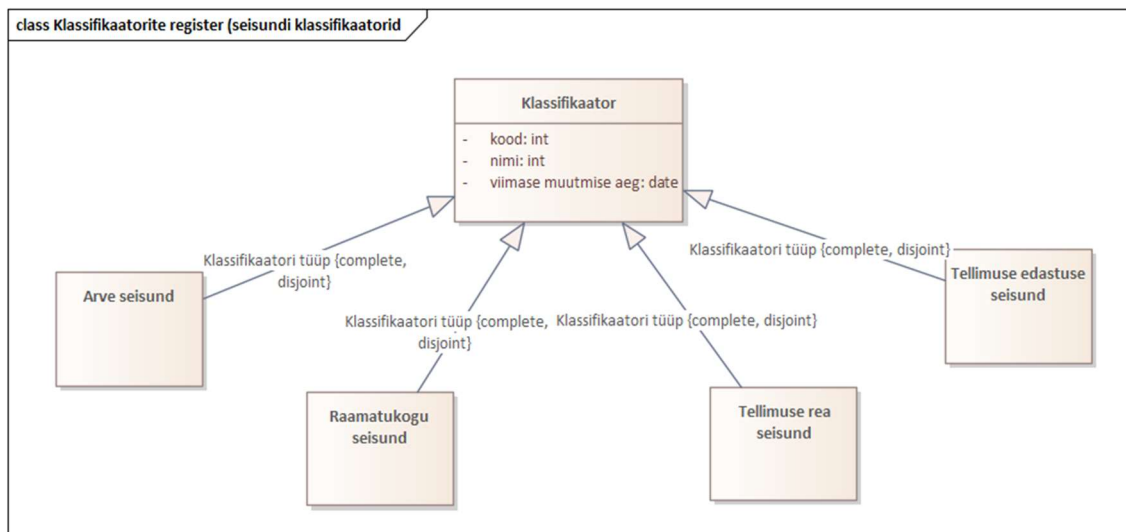 class Klassifikaatorite register (seisundi klassifikaatorid
Klassifikaator
- kood: int
- nimi: int
- viimase muutmise aeg: date
Klassifikaatori tüüp {complete,
disjoint}
Klassifikaatori tüüp {complete, disjoint}
Arve seisund
Tellimuse edastuse
seisund
Klassifikaatori tüüp {complete,
disjoint}
Klassifikaatori tüüp {complete, disjoint}
Raamatukogu
seisund
Tellimuse rea
seisund